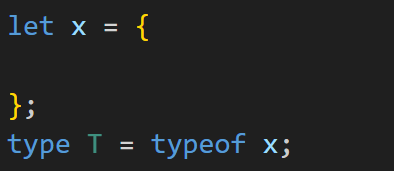 let x = {
};
type T = typeof x;